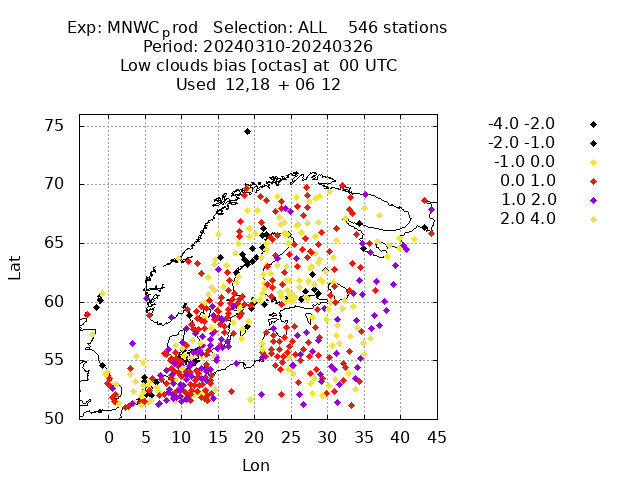 Exp: MNWCprod Selection: ALL 546 stations
Period: 20240310-20240326
Low clouds bias [octas] at 00 UTC
Used 12,18 + 06 12
-4.0 -2.0
-2.0 -1.0
-1.0 0.0
0.0 1.0
1.0 2.0
2.0 4.0
75
70
65
60
55
50
Lat
0 5 10 15 20 25 30 35 40 45
Lon